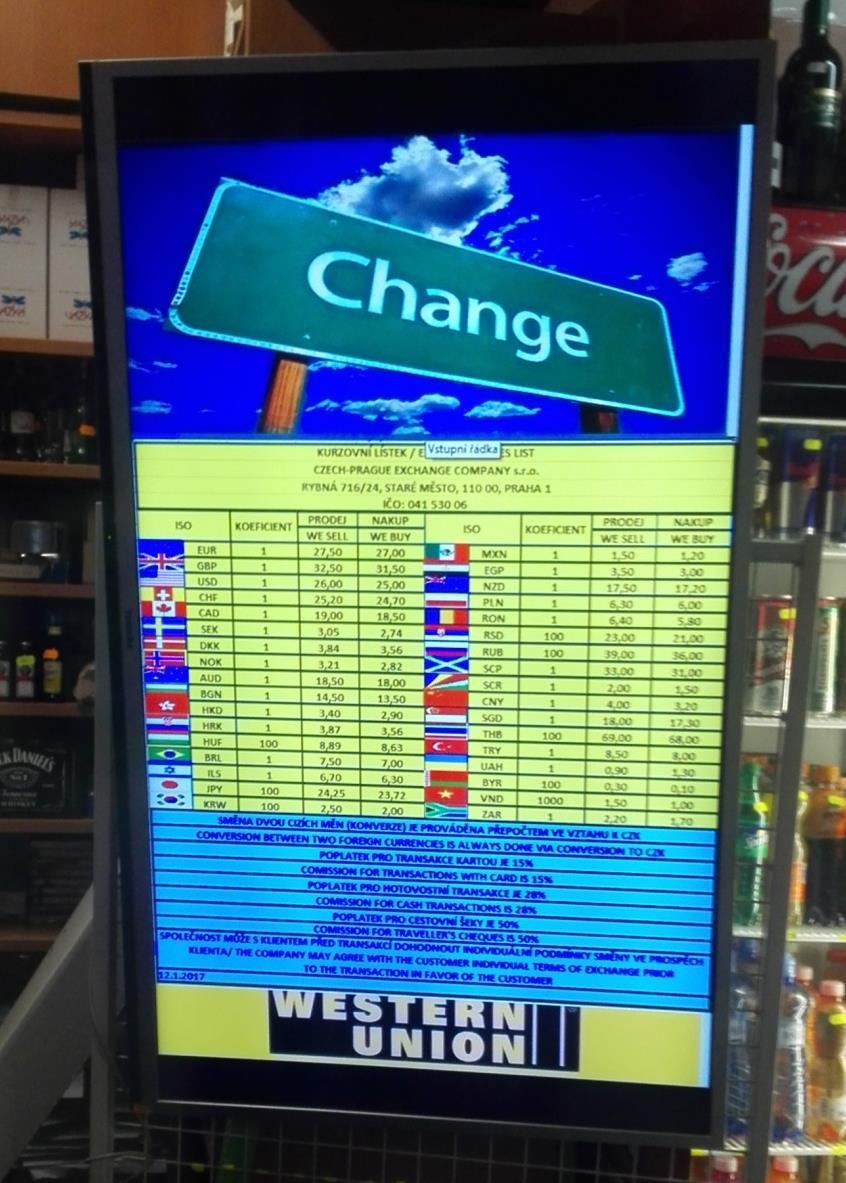 Change
KURZOVNÍ LÍSTEK / E
Vstupní řádka
ES LIST
CZECH-PRAGUE EXCHANGE COMPANY s.r.o.
RYBNÁ 716/24, STARÉ MĚSTO, 110 00, PRAHA 1
IČO: 041 530 06
ISO KOEFICIENT PRODEJ NAKUP ISO KOEFICIENT PRODEJ NAKUP
WE SELL WE BUY WE SELL WE BUY
EUR 1 27,50 27,00 MXN 1 1,50 1,20
GBP 1 32,50 31,50 EGP 1 3,50 3,00
USD 1 26,00 25,00 NZD 1 17,50 17,20
CHF 1 25,20 24,70 PLN 1 6,30 6,00
CAD 1 19,00 18,50 RON 1 6,40 5,80
SEK 1 3,05 2,74 RSD 100 23,00 21,00
DKK 1 3,84 3,56 RUB 100 39,00 36,00
NOK 1 3,21 2,82 SCP 1 33,00 31,00
AUD 1 18,50 18,00 SCR 1 2,00 1,50
BGN 1 14,50 13,50 CNY 1 4,00 3,20
HKD 1 3,40 2,90 SGD 1 18,00 17,30
HRK 1 3,87 3,56 THB 100 69,00 68,00
HUF 100 8,89 8,63 TRY 1 8,50 8,00
BRL 1 7,50 7,00 UAH 1 0,90 1,30
ILS 1 6,70 6,30 BYR 100 0,30 0,10
JPY 100 24,25 23,72 VND 1000 1,50 1,00
KRW 100 2,50 2,00 ZAR 1 2,20 1,70
SMĚNA DVOU CIZÍCH MĚN (KONVERZE) JE PROVÁDĚNA PŘEPOČTEM VE VZTAHU K CZK
CONVERSION BETWEEN TWO FOREIGN CURRENCIES IS ALWAYS DONE VIA CONVERSION TO CZK
POPLATEK PRO TRANSAKCE KARTOU JE 15%
COMISSION FOR TRANSACTIONS WITH CARD IS 15%
POPLATEK PRO HOTOVOSTNÍ TRANSAKCE JE 28%
COMISSION FOR CASH TRANSACTIONS IS 28%
POPLATEK PRO CESTOVNÍ ŠEKY JE 50%
COMISSION FOR TRAVELLER'S CHEQUES IS 50%
SPOLEČNOST MŮŽE S KLIENTEM PŘED TRANSAKCÍ DOHODNOUT INDIVIDUÁLNÍ PODMÍNKY SMĚNY VE PROSPĚCH
KLIENTA/ THE COMPANY MAY AGREE WITH THE CUSTOMER INDIVIDUAL TERMS OF EXCHANGE PRIOR
TO THE TRANSACTION IN FAVOR OF THE CUSTOMER
12.1.2017
WESTERN
UNION
JACK DANIEL'S